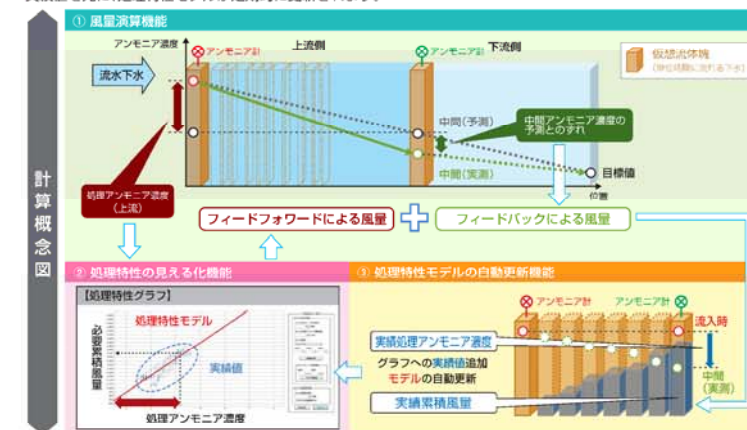 ① 風量演算機能
アンモニア濃度
アンモニア計
上流側
アンモニア計
下流側
仮想流体塊
流水下水
中間(予測)
中間アンモニア濃度の
予測とのずれ
中間(実測)
目標値
位置
処理アンモニア濃度
(上流)
フィードフォワードによる風量
フィードバックによる風量
計算概念図
② 処理特性の見える化機能
【処理特性グラフ】
処理特性モデル
必要累積風量
実績値
処理アンモニア濃度
③ 処理特性モデルの自動更新機能
アンモニア計
アンモニア計
流入時
実績処理アンモニア濃度
グラフへの実績値追加
モデルの自動更新
中間
(実測)
実績累積風量